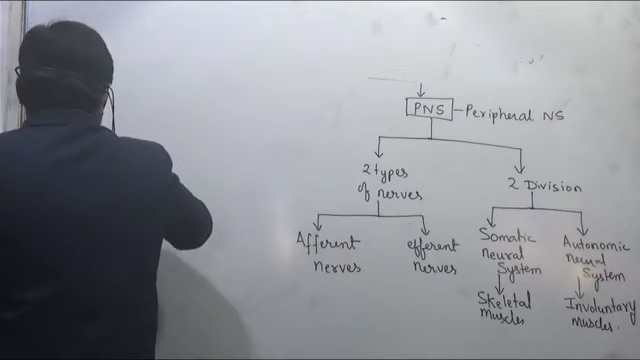 PNS - Peripheral NS
2 types
of nerves
2 Division
Afferent
nerves
efferent
nerves
Somatic
neural
System
Autonomic
neural
System
Skeletal
muscles
Involuntary
muscles.